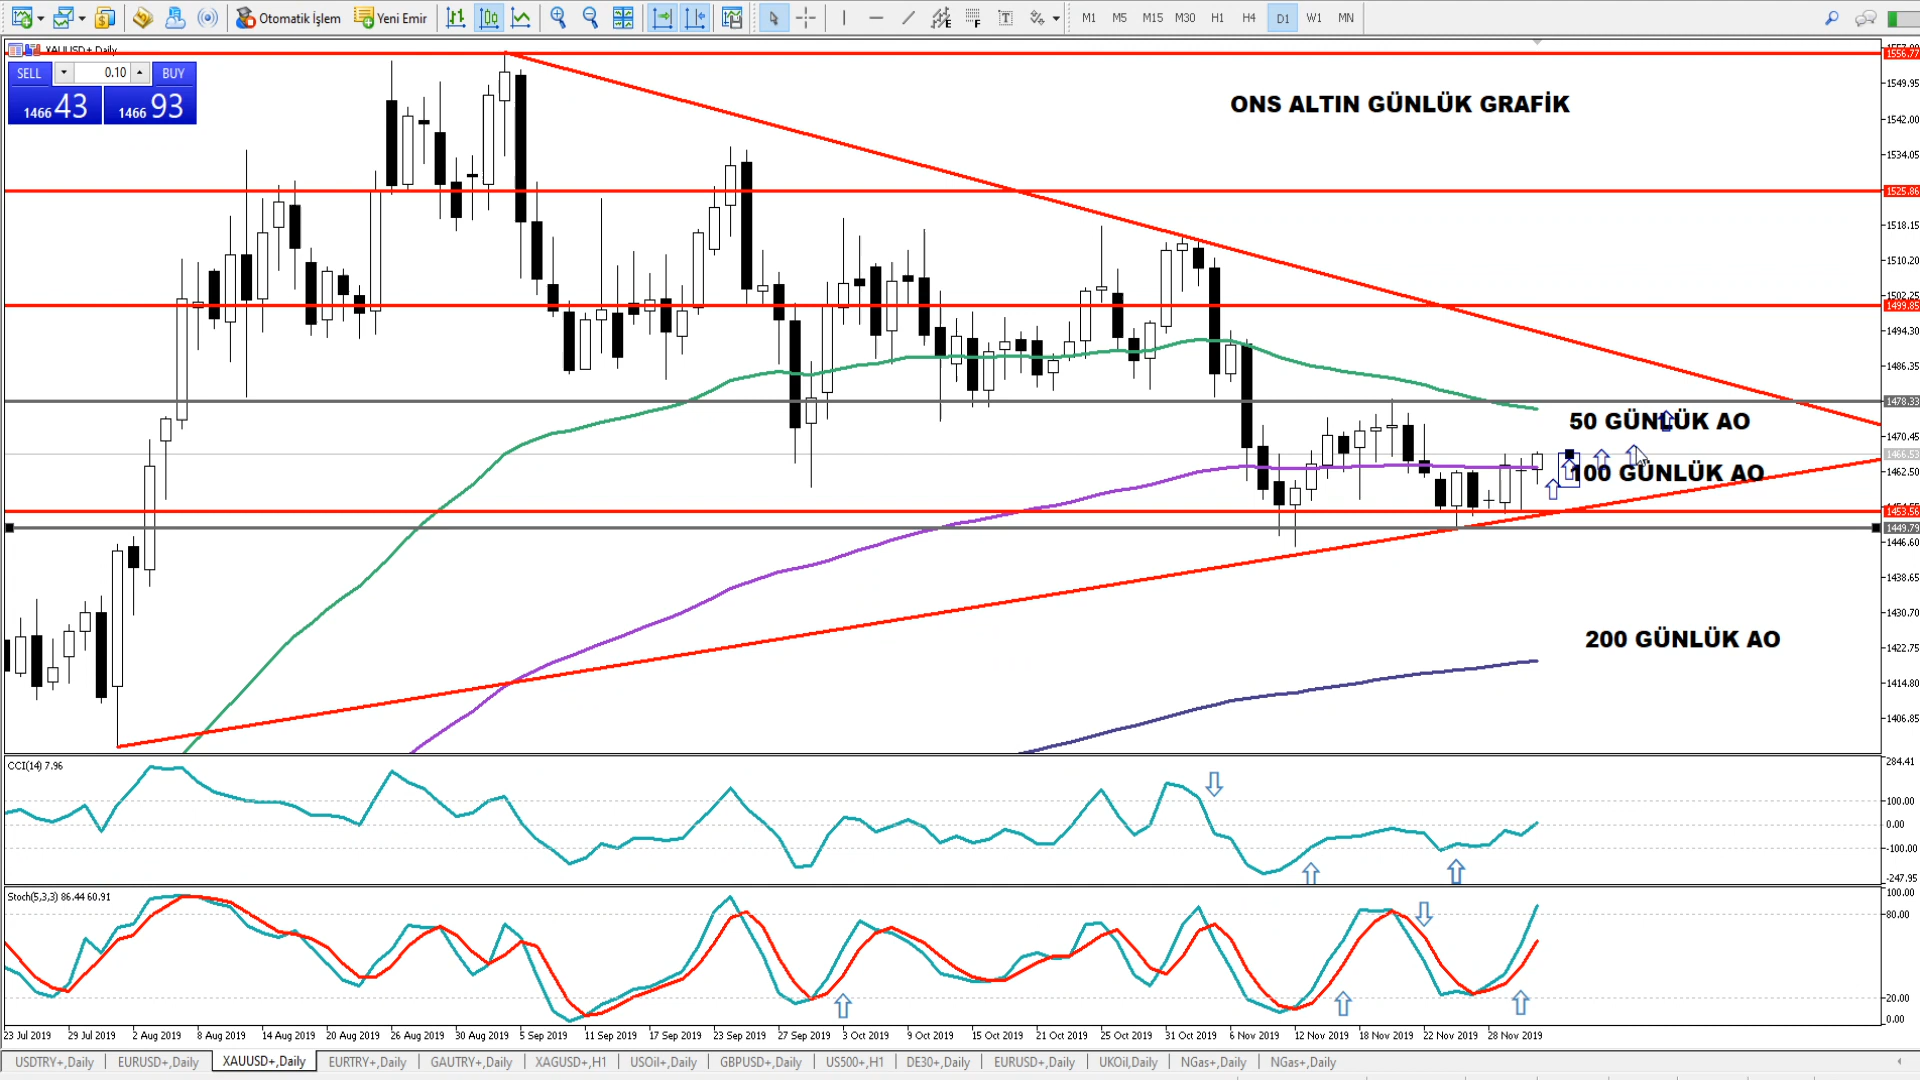 Otomatik İşlem Yeni Emir M1 M5 M15 M30 H1 H4 D1 W1 MN
XAUUSD+,Daily
SELL 0.10 BUY
1466 43 1466 93
ONS ALTIN GÜNLÜK GRAFİK
50 GÜNLÜK AO
100 GÜNLÜK AO
200 GÜNLÜK AO
1556.77
1549.95
1542.00
1534.05
1525.86
1518.15
1510.20
1502.25
1499.85
1494.30
1486.35
1478.33
1470.45
1466.53
1462.50
1453.56
1449.79
1446.60
1438.65
1430.70
1422.75
1414.80
1406.85
CCI(14) 7.96
284.41
100.00
0.00
-100.00
-247.95
Stoch(5,3,3) 86.44 60.91
100.00
80.00
20.00
0.00
23 Jul 2019 29 Jul 2019 2 Aug 2019 8 Aug 2019 14 Aug 2019 20 Aug 2019 26 Aug 2019 30 Aug 2019 5 Sep 2019 11 Sep 2019 17 Sep 2019 23 Sep 2019 27 Sep 2019 3 Oct 2019 9 Oct 2019 15 Oct 2019 21 Oct 2019 25 Oct 2019 31 Oct 2019 6 Nov 2019 12 Nov 2019 18 Nov 2019 22 Nov 2019 28 Nov 2019
USDTRY+,Daily EURUSD+,Daily XAUUSD+,Daily EURTRY+,Daily GAUTRY+,Daily XAGUSD+,H1 USOil+,Daily GBPUSD+,Daily US500+,H1 DE30+,Daily EURUSD+,Daily UKOil,Daily NGas+,Daily NGas+,Daily